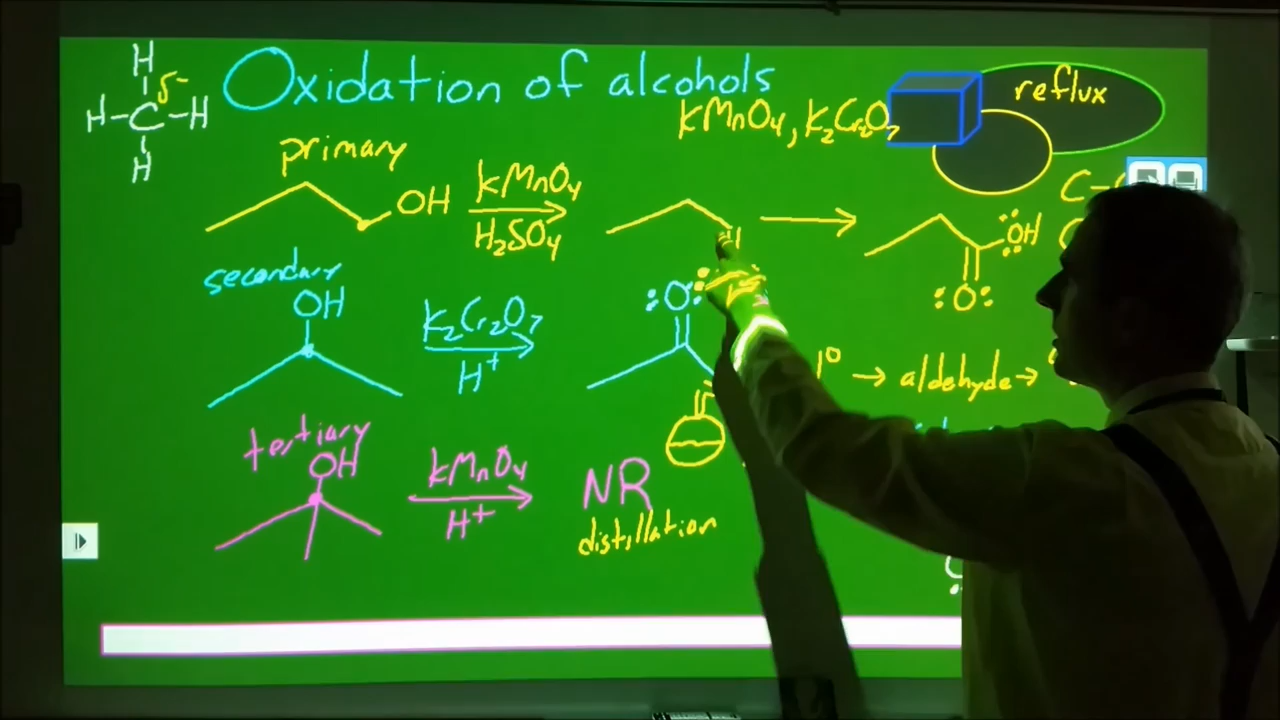 Oxidation of alcohols
H
δ-
H-C-H
H
KMnO4, K2Cr2O7
reflux
primary
OH
KMnO4
H2SO4
OH
O
secondary
OH
K2Cr2O7
H+
O
1° → aldehyde →
tertiary
OH
KMnO4
H+
NR
distillation